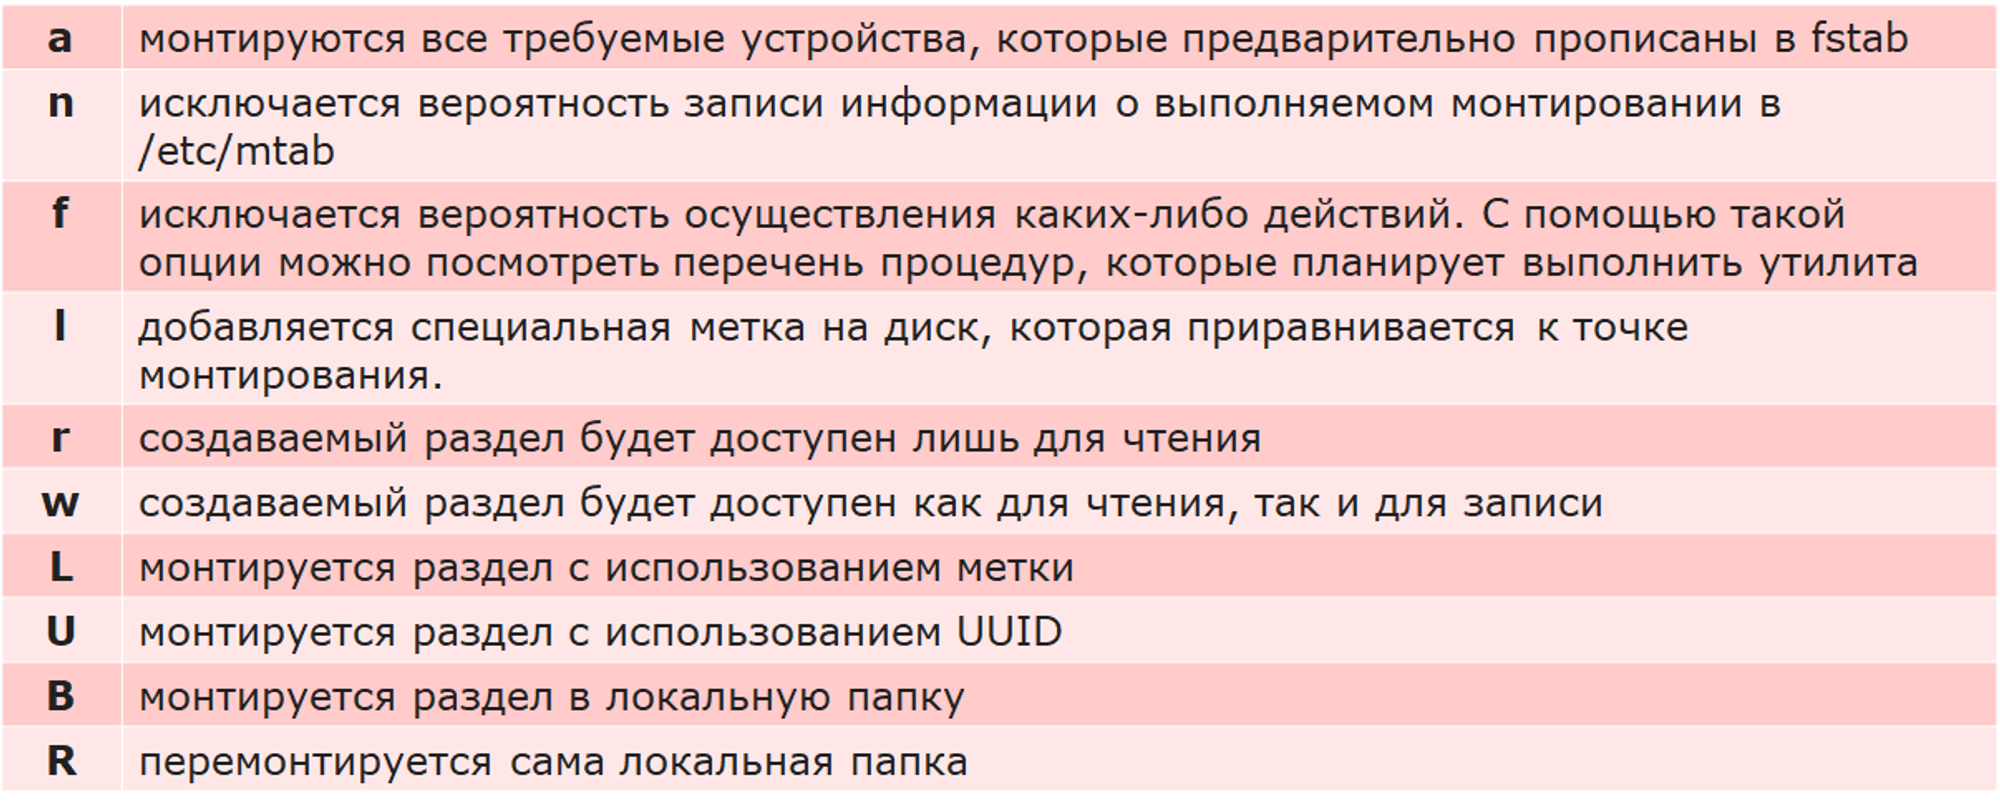 a монтируются все требуемые устройства, которые предварительно прописаны в fstab
n исключается вероятность записи информации о выполняемом монтировании в
/etc/mtab
f исключается вероятность осуществления каких-либо действий. С помощью такой
опции можно посмотреть перечень процедур, которые планирует выполнить утилита
l добавляется специальная метка на диск, которая приравнивается к точке
монтирования.
r создаваемый раздел будет доступен лишь для чтения
w создаваемый раздел будет доступен как для чтения, так и для записи
L монтируется раздел с использованием метки
U монтируется раздел с использованием UUID
B монтируется раздел в локальную папку
R перемонтируется сама локальная папка